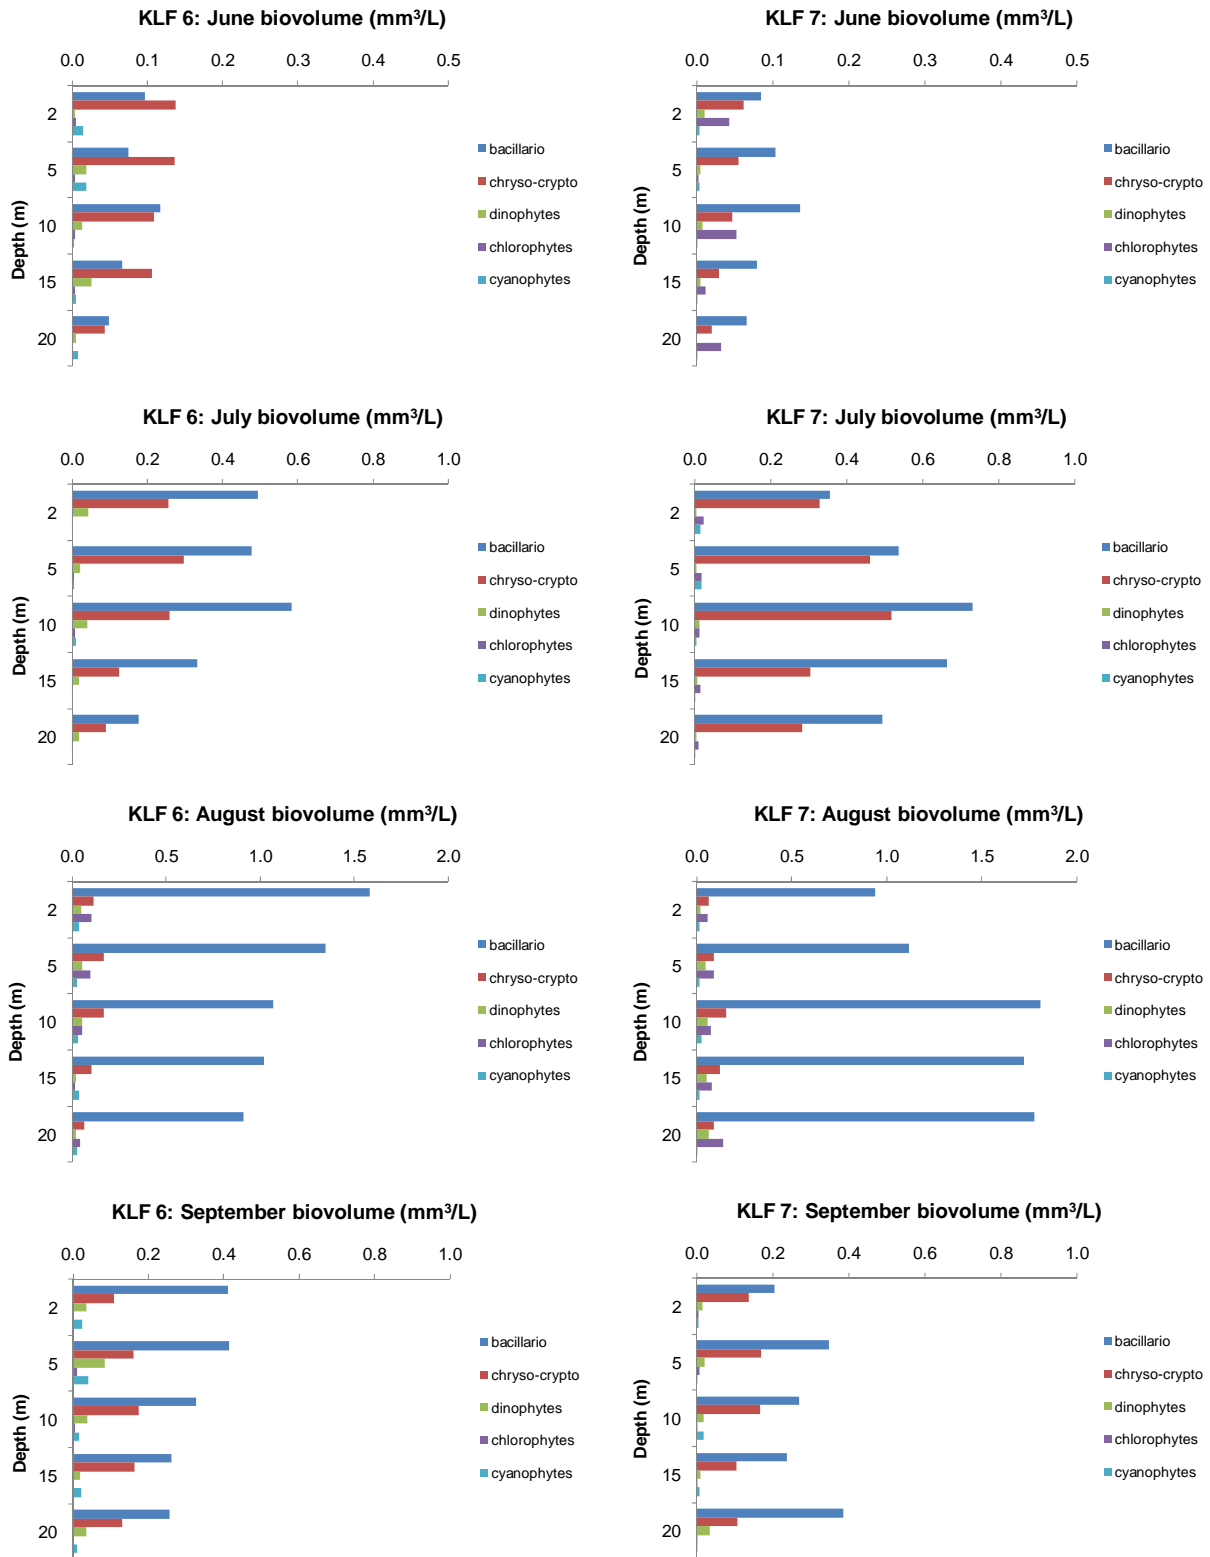 KLF 6: June biovolume (mm³/L)
0.0 0.1 0.2 0.3 0.4 0.5
Depth (m)
2
5
10
15
20
bacillario
chryso-crypto
dinophytes
chlorophytes
cyanophytes
KLF 7: June biovolume (mm³/L)
0.0 0.1 0.2 0.3 0.4 0.5
Depth (m)
2
5
10
15
20
bacillario
chryso-crypto
dinophytes
chlorophytes
cyanophytes
KLF 6: July biovolume (mm³/L)
0.0 0.2 0.4 0.6 0.8 1.0
Depth (m)
2
5
10
15
20
bacillario
chryso-crypto
dinophytes
chlorophytes
cyanophytes
KLF 7: July biovolume (mm³/L)
0.0 0.2 0.4 0.6 0.8 1.0
Depth (m)
2
5
10
15
20
bacillario
chryso-crypto
dinophytes
chlorophytes
cyanophytes
KLF 6: August biovolume (mm³/L)
0.0 0.5 1.0 1.5 2.0
Depth (m)
2
5
10
15
20
bacillario
chryso-crypto
dinophytes
chlorophytes
cyanophytes
KLF 7: August biovolume (mm³/L)
0.0 0.5 1.0 1.5 2.0
Depth (m)
2
5
10
15
20
bacillario
chryso-crypto
dinophytes
chlorophytes
cyanophytes
KLF 6: September biovolume (mm³/L)
0.0 0.2 0.4 0.6 0.8 1.0
Depth (m)
2
5
10
15
20
bacillario
chryso-crypto
dinophytes
chlorophytes
cyanophytes
KLF 7: September biovolume (mm³/L)
0.0 0.2 0.4 0.6 0.8 1.0
Depth (m)
2
5
10
15
20
bacillario
chryso-crypto
dinophytes
chlorophytes
cyanophytes